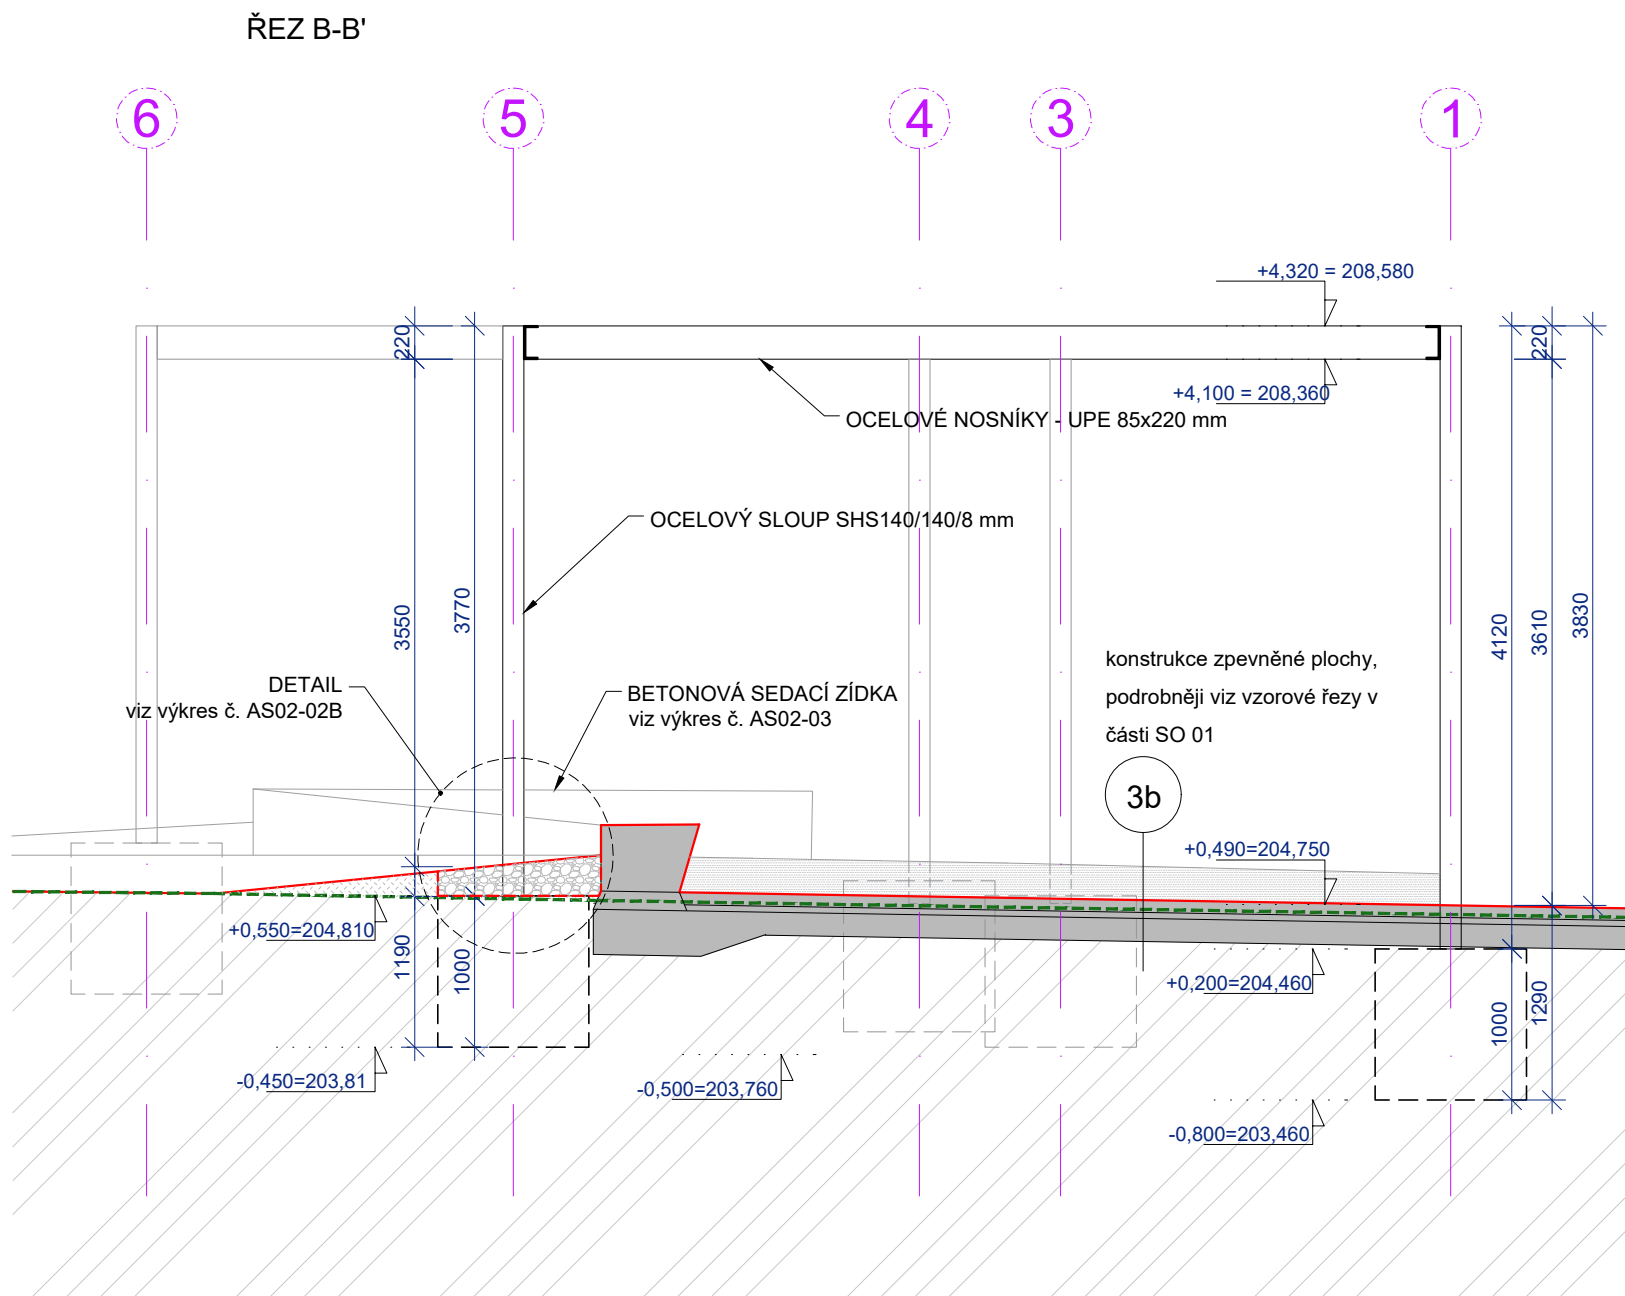 ŘEZ B-B'
6
5
4
3
1
+4,320 = 208,580
220
220
+4,100 = 208,360
OCELOVÉ NOSNÍKY - UPE 85x220 mm
OCELOVÝ SLOUP SHS140/140/8 mm
3550
3770
4120
3610
3830
konstrukce zpevněné plochy,
podrobněji viz vzorové řezy v
části SO 01
DETAIL
viz výkres č. AS02-02B
BETONOVÁ SEDACÍ ZÍDKA
viz výkres č. AS02-03
3b
+0,490=204,750
+0,550=204,810
1190
1000
+0,200=204,460
1000
1290
-0,450=203,81
-0,500=203,760
-0,800=203,460